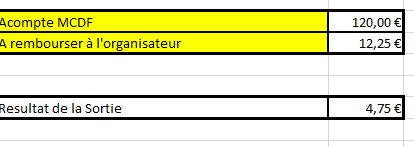 Acompte MCDF 120,00 €
A rembourser à l'organisateur 12,25 €
Resultat de la Sortie 4,75 €